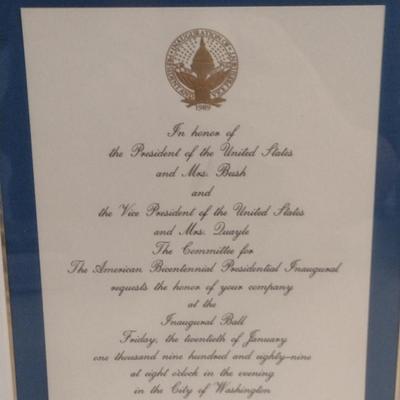 1989
In honor of
the President of the United States
and Mrs. Bush
and
the Vice President of the United States
and Mrs. Quayle
The Committee for
The American Bicentennial Presidential Inaugural
requests the honor of your company
at the
Inaugural Ball
Friday, the twentieth of January
one thousand nine hundred and eighty-nine
at eight o'clock in the evening
in the City of Washington